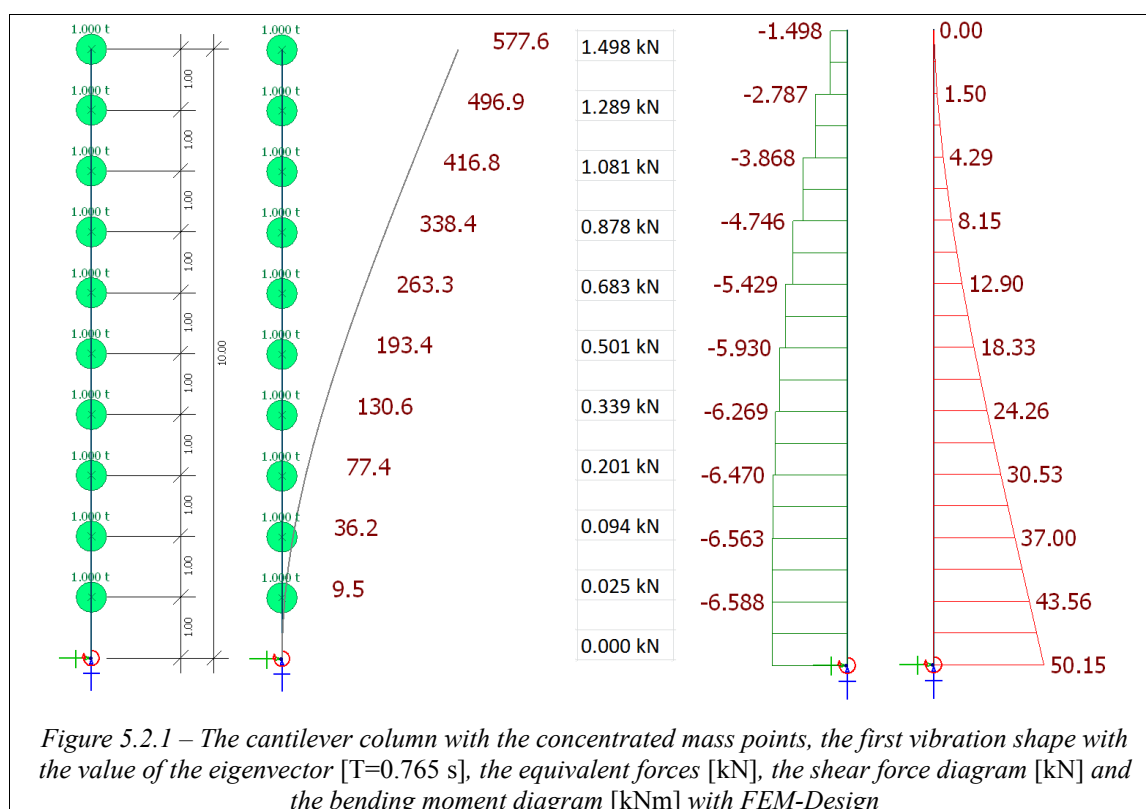 1.000 t 1.000 t 577.6 1.498 kN -1.498 0.00
1.00
1.000 t 1.000 t 496.9 1.289 kN -2.787 1.50
1.00
1.000 t 1.000 t 416.8 1.081 kN -3.868 4.29
1.00
1.000 t 1.000 t 338.4 0.878 kN -4.746 8.15
1.00
1.000 t 1.000 t 263.3 0.683 kN -5.429 12.90
1.00 10.00
1.000 t 1.000 t 193.4 0.501 kN -5.930 18.33
1.00
1.000 t 1.000 t 130.6 0.339 kN -6.269 24.26
1.00
1.000 t 1.000 t 77.4 0.201 kN -6.470 30.53
1.00
1.000 t 1.000 t 36.2 0.094 kN -6.563 37.00
1.00
1.000 t 1.000 t 9.5 0.025 kN -6.588 43.56
1.00
0.000 kN 50.15
Figure 5.2.1 – The cantilever column with the concentrated mass points, the first vibration shape with
the value of the eigenvector [T=0.765 s], the equivalent forces [kN], the shear force diagram [kN] and
the bending moment diagram [kNm] with FEM-Design